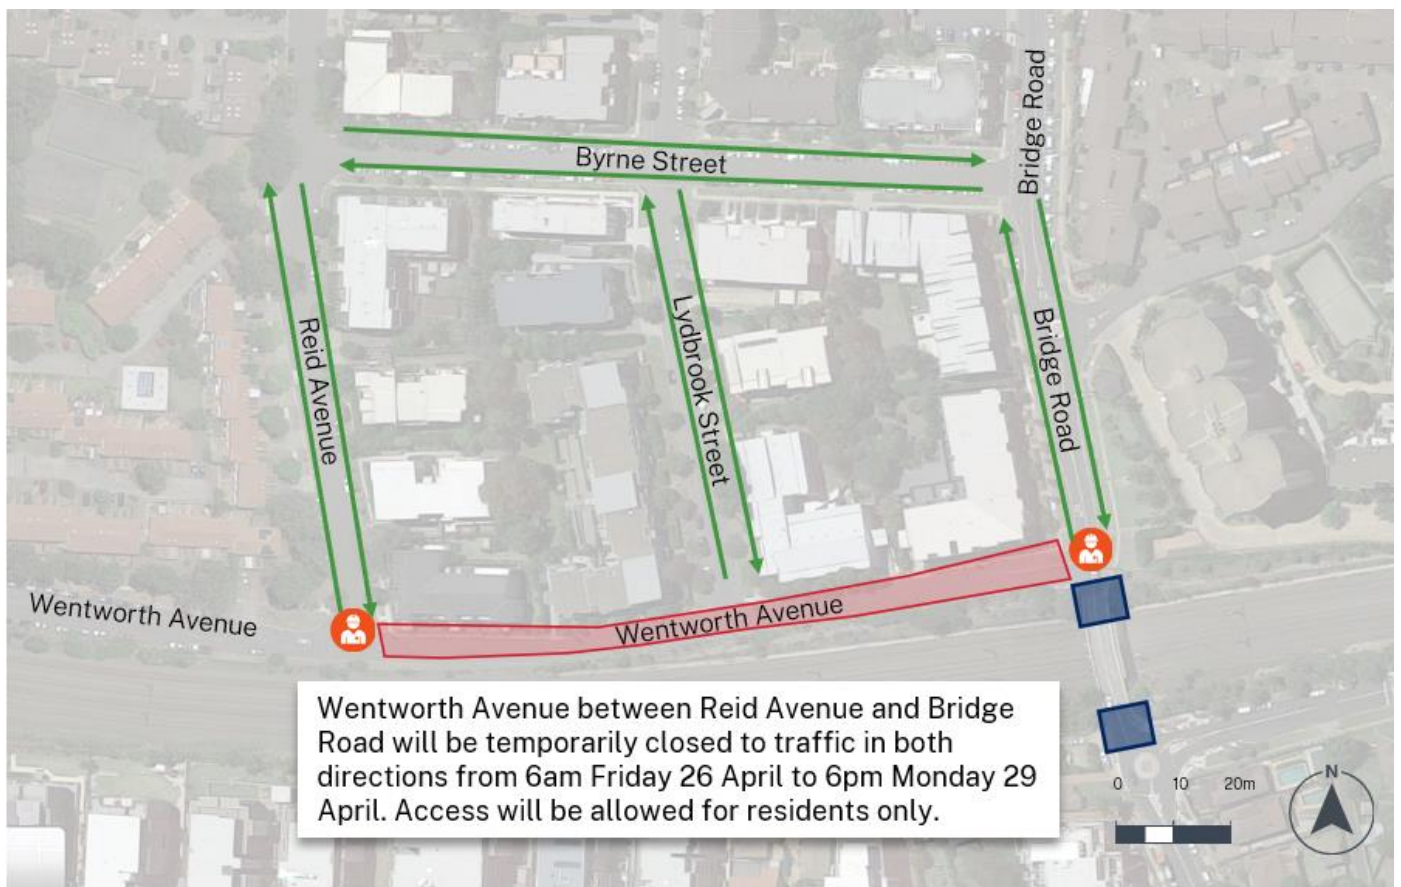 Bridge Road
Byrne Street
Reid Avenue
Lydbrook Street
Bridge Road
Wentworth Avenue
Wentworth Avenue
Wentworth Avenue between Reid Avenue and Bridge
Road will be temporarily closed to traffic in both
directions from 6am Friday 26 April to 6pm Monday 29
April. Access will be allowed for residents only.
0 10 20m
N